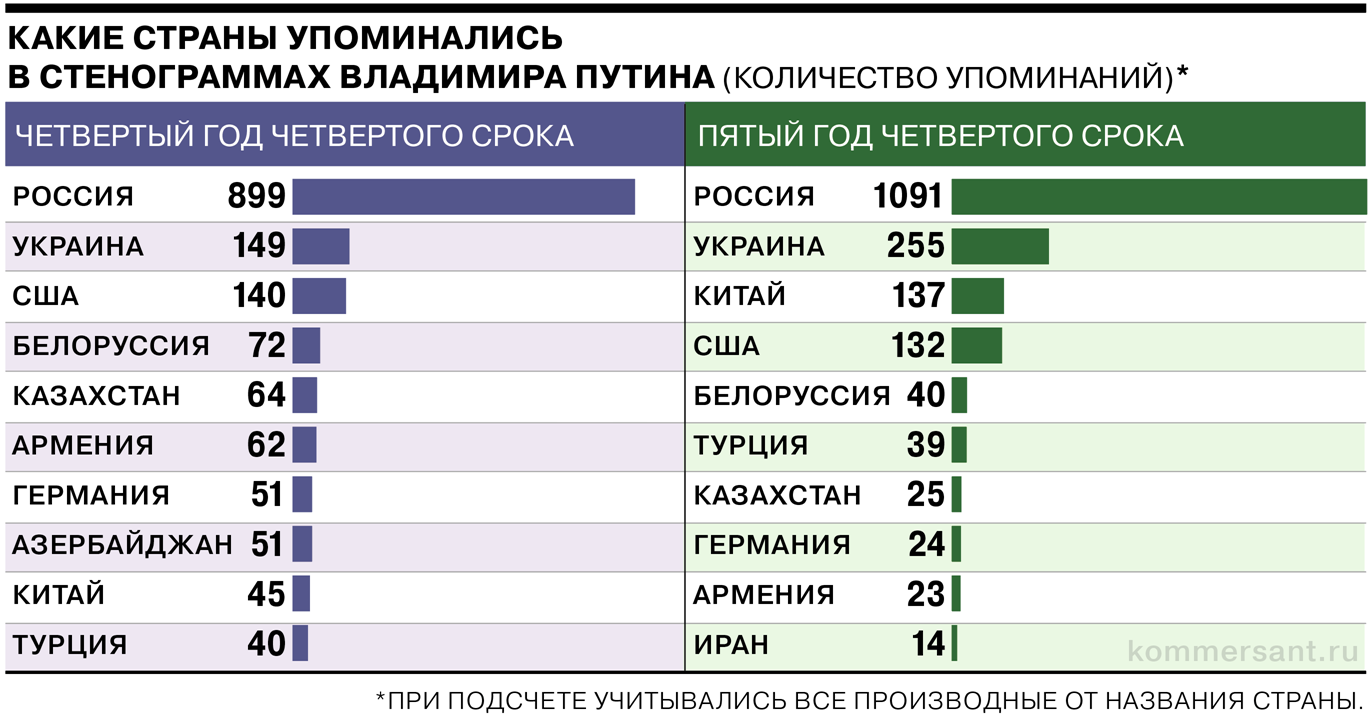 КАКИЕ СТРАНЫ УПОМИНАЛИСЬ
В СТЕНОГРАММАХ ВЛАДИМИРА ПУТИНА (КОЛИЧЕСТВО УПОМИНАНИЙ)*
ЧЕТВЕРТЫЙ ГОД ЧЕТВЕРТОГО СРОКА
РОССИЯ 899
УКРАИНА 149
США 140
БЕЛОРУССИЯ 72
КАЗАХСТАН 64
АРМЕНИЯ 62
ГЕРМАНИЯ 51
АЗЕРБАЙДЖАН 51
КИТАЙ 45
ТУРЦИЯ 40
ПЯТЫЙ ГОД ЧЕТВЕРТОГО СРОКА
РОССИЯ 1091
УКРАИНА 255
КИТАЙ 137
США 132
БЕЛОРУССИЯ 40
ТУРЦИЯ 39
КАЗАХСТАН 25
ГЕРМАНИЯ 24
АРМЕНИЯ 23
ИРАН 14
kommersant.ru
*ПРИ ПОДСЧЕТЕ УЧИТЫВАЛИСЬ ВСЕ ПРОИЗВОДНЫЕ ОТ НАЗВАНИЯ СТРАНЫ.